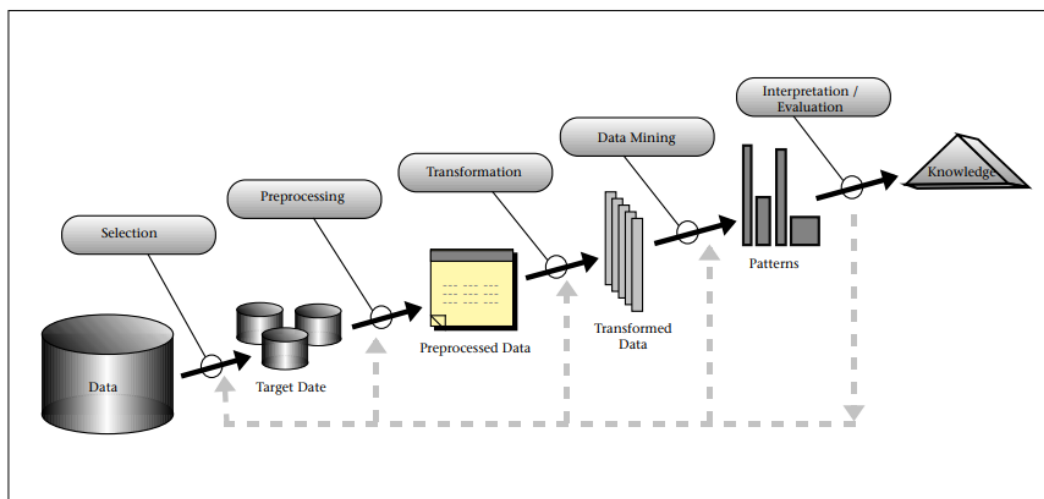 Interpretation /
Evaluation
Data Mining
Transformation
Preprocessing
Selection
Knowledge
Patterns
Transformed
Data
Preprocessed Data
Target Date
Data